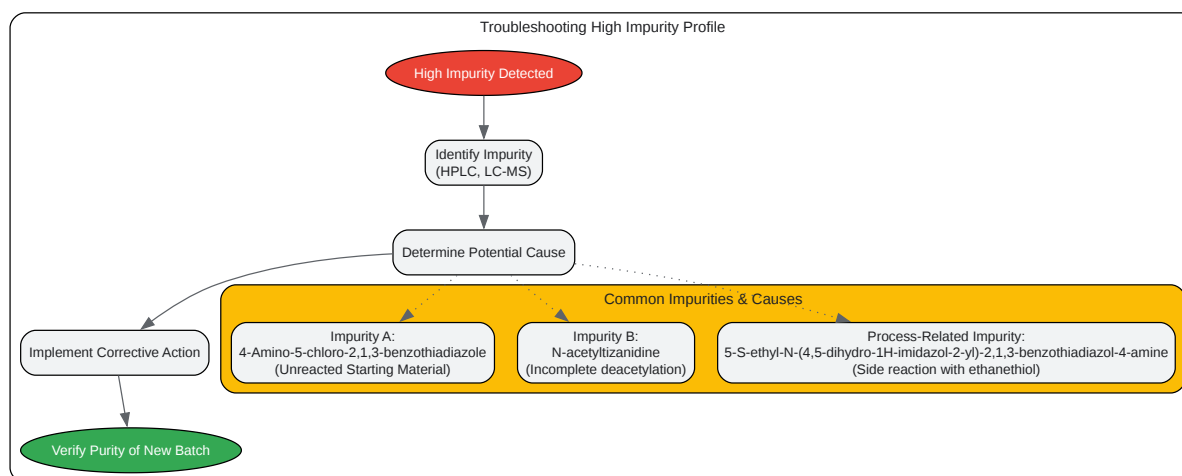 Troubleshooting High Impurity Profile
High Impurity Detected
Identify Impurity
(HPLC, LC-MS)
Determine Potential Cause
Common Impurities & Causes
Implement Corrective Action
Impurity A:
4-Amino-5-chloro-2,1,3-benzothiadiazole
(Unreacted Starting Material)
Impurity B:
N-acetyltizanidine
(Incomplete deacetylation)
Process-Related Impurity:
5-S-ethyl-N-(4,5-dihydro-1H-imidazol-2-yl)-2,1,3-benzothiadiazol-4-amine
(Side reaction with ethanethiol)
Verify Purity of New Batch